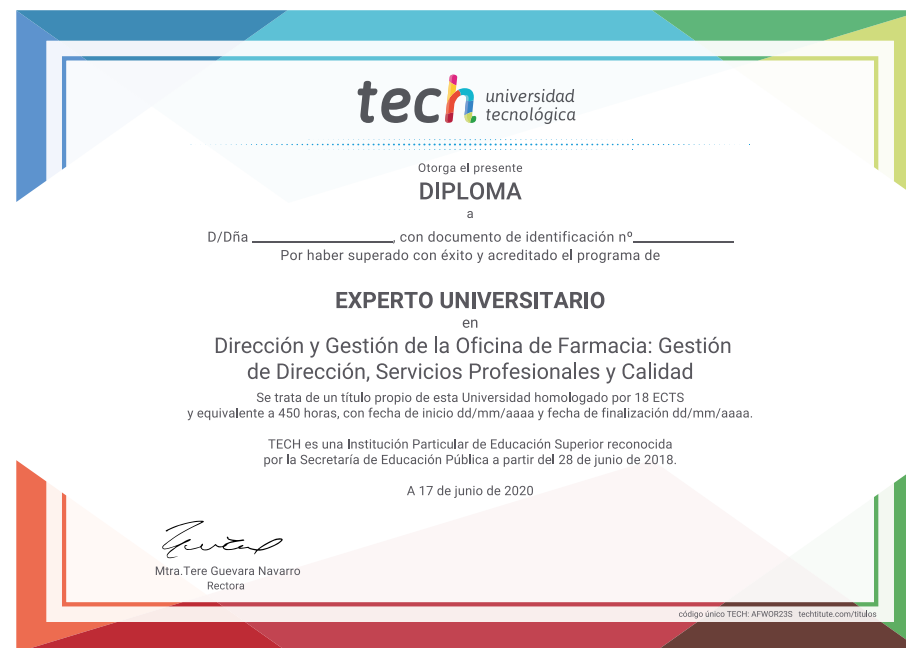 tech universidad
tecnológica
Otorga el presente
DIPLOMA
a
D/Dña ____________________, con documento de identificación nº______________
Por haber superado con éxito y acreditado el programa de
EXPERTO UNIVERSITARIO
en
Dirección y Gestión de la Oficina de Farmacia: Gestión
de Dirección, Servicios Profesionales y Calidad
Se trata de un título propio de esta Universidad homologado por 18 ECTS
y equivalente a 450 horas, con fecha de inicio dd/mm/aaaa y fecha de finalización dd/mm/aaaa.
TECH es una Institución Particular de Educación Superior reconocida
por la Secretaría de Educación Pública a partir del 28 de junio de 2018.
A 17 de junio de 2020
Mtra.Tere Guevara Navarro
Rectora
código único TECH: AFWOR23S techtitute.com/titulos